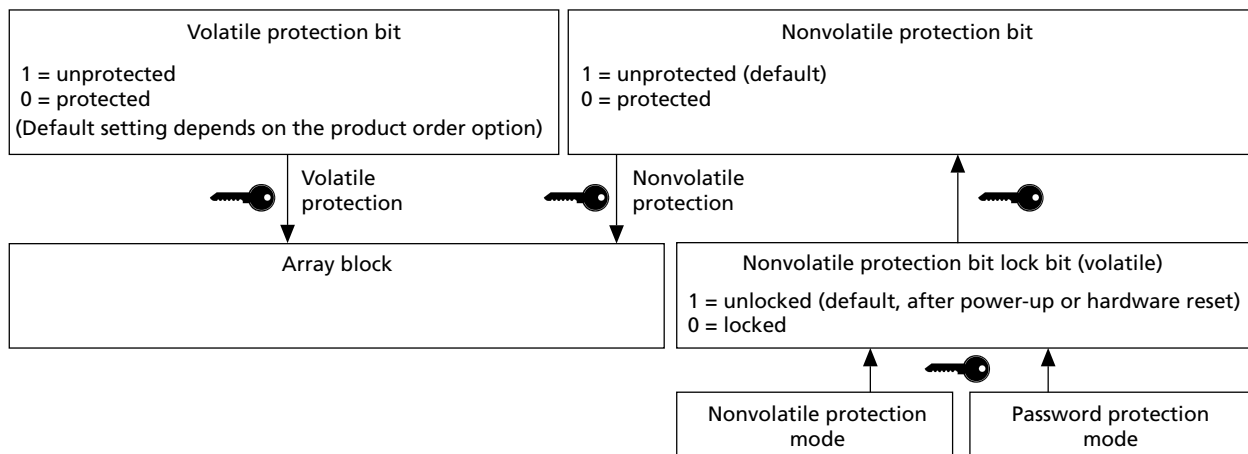 Volatile protection bit
1 = unprotected
0 = protected
(Default setting depends on the product order option)
Nonvolatile protection bit
1 = unprotected (default)
0 = protected
Volatile
protection
Nonvolatile
protection
Array block
Nonvolatile protection bit lock bit (volatile)
1 = unlocked (default, after power-up or hardware reset)
0 = locked
Nonvolatile protection
mode
Password protection
mode